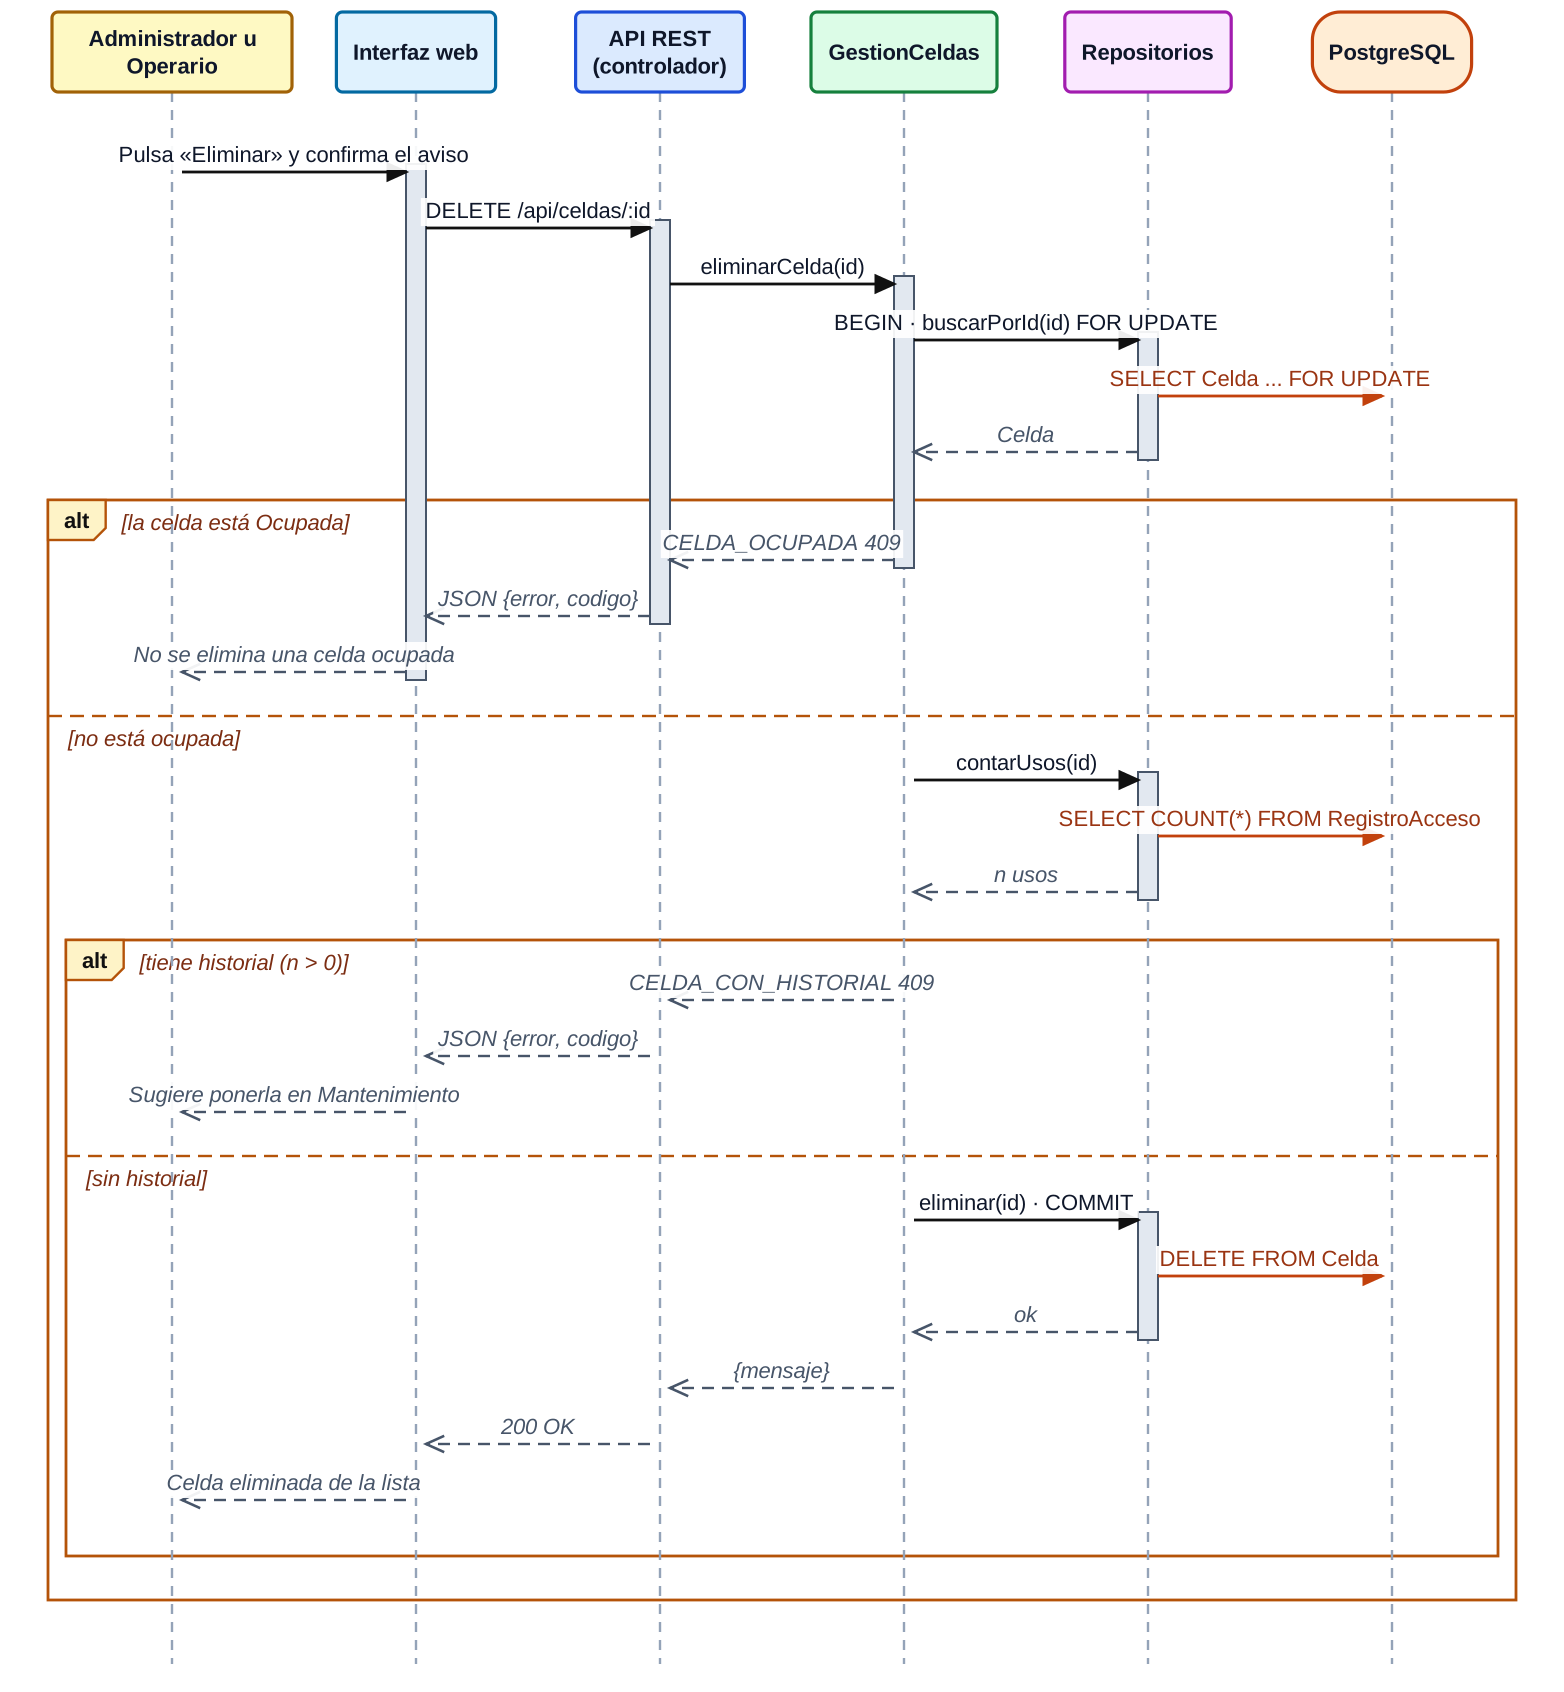 Administrador u
Operario
Interfaz web
API REST
(controlador)
GestionCeldas
Repositorios
PostgreSQL
Pulsa «Eliminar» y confirma el aviso
DELETE /api/celdas/:id
eliminarCelda(id)
BEGIN · buscarPorId(id) FOR UPDATE
SELECT Celda ... FOR UPDATE
Celda
alt
[la celda está Ocupada]
CELDA_OCUPADA 409
JSON {error, codigo}
No se elimina una celda ocupada
[no está ocupada]
contarUsos(id)
SELECT COUNT(*) FROM RegistroAcceso
n usos
alt
[tiene historial (n > 0)]
CELDA_CON_HISTORIAL 409
JSON {error, codigo}
Sugiere ponerla en Mantenimiento
[sin historial]
eliminar(id) · COMMIT
DELETE FROM Celda
ok
{mensaje}
200 OK
Celda eliminada de la lista